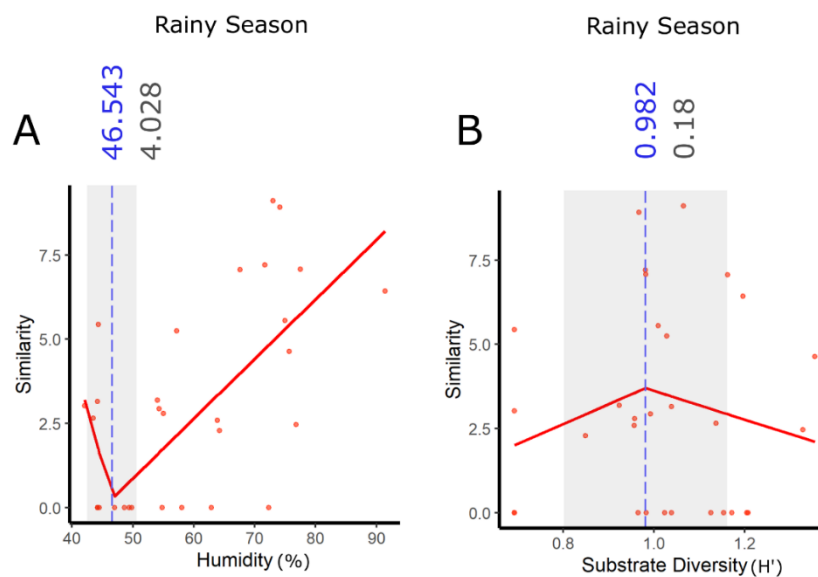 Rainy Season
A
46.543
4.028
7.5
5.0
2.5
0.0
Similarity
40 50 60 70 80 90
Humidity (%)
Rainy Season
B
0.982
0.18
7.5
5.0
2.5
0.0
Similarity
0.8 1.0 1.2
Substrate Diversity (H')